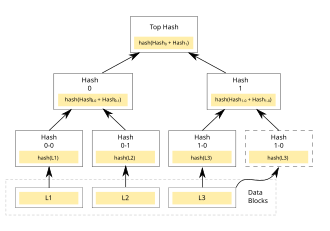 Top Hash
hash(Hash0 + Hash1)
Hash
0
hash(Hash0-0 + Hash0-1)
Hash
1
hash(Hash1-0 + Hash1-0)
Hash
0-0
hash(L1)
Hash
0-1
hash(L2)
Hash
1-0
hash(L3)
Hash
1-0
hash(L3)
L1
L2
L3
Data
Blocks